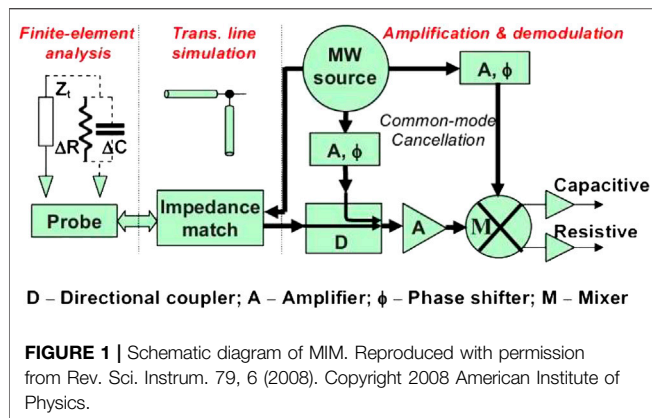 Finite-element analysis
Trans. line simulation
Amplification & demodulation
MW source
A, ϕ
Zt
Common-mode Cancellation
A, ϕ
ΔR
ΔC
Capacitive
Probe
Impedance match
D
A
M
Resistive
D – Directional coupler; A – Amplifier; ϕ – Phase shifter; M – Mixer
FIGURE 1 | Schematic diagram of MIM. Reproduced with permission
from Rev. Sci. Instrum. 79, 6 (2008). Copyright 2008 American Institute of
Physics.